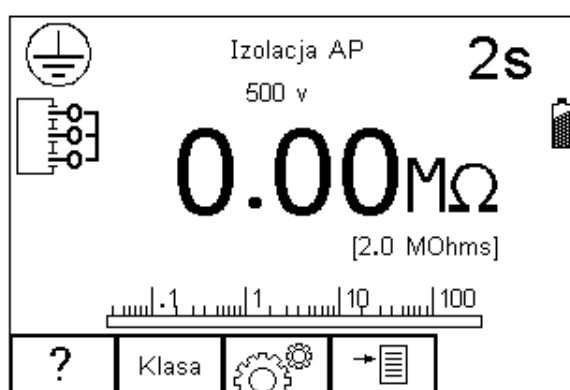 Izolacja AP
2s
500 v
0.00MΩ
[2.0 MOhms]
.1 1 10 100
? Klasa